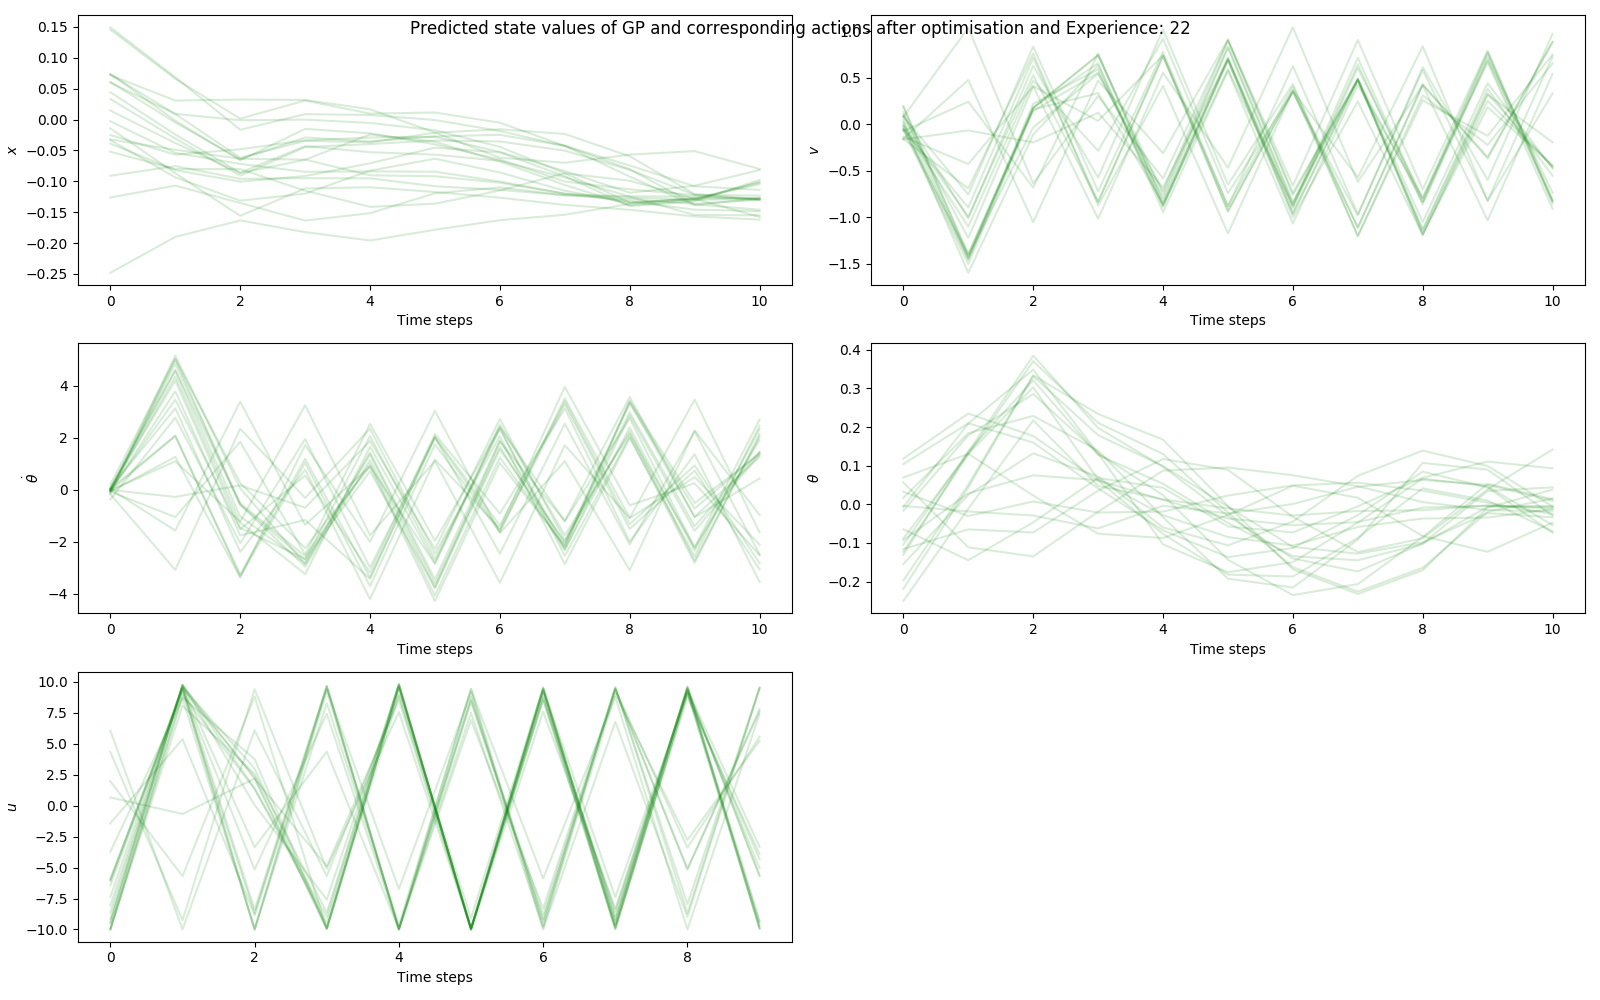 Predicted state values of GP and corresponding actions after optimisation and Experience: 22
0.15
0.10
0.05
0.00
−0.05
−0.10
−0.15
−0.20
−0.25
x
0 2 4 6 8 10
Time steps
1.0
0.5
0.0
−0.5
−1.0
−1.5
v
0 2 4 6 8 10
Time steps
4
2
0
−2
−4
θ̇
0 2 4 6 8 10
Time steps
0.4
0.3
0.2
0.1
0.0
−0.1
−0.2
θ
0 2 4 6 8 10
Time steps
10.0
7.5
5.0
2.5
0.0
−2.5
−5.0
−7.5
−10.0
u
0 2 4 6 8
Time steps